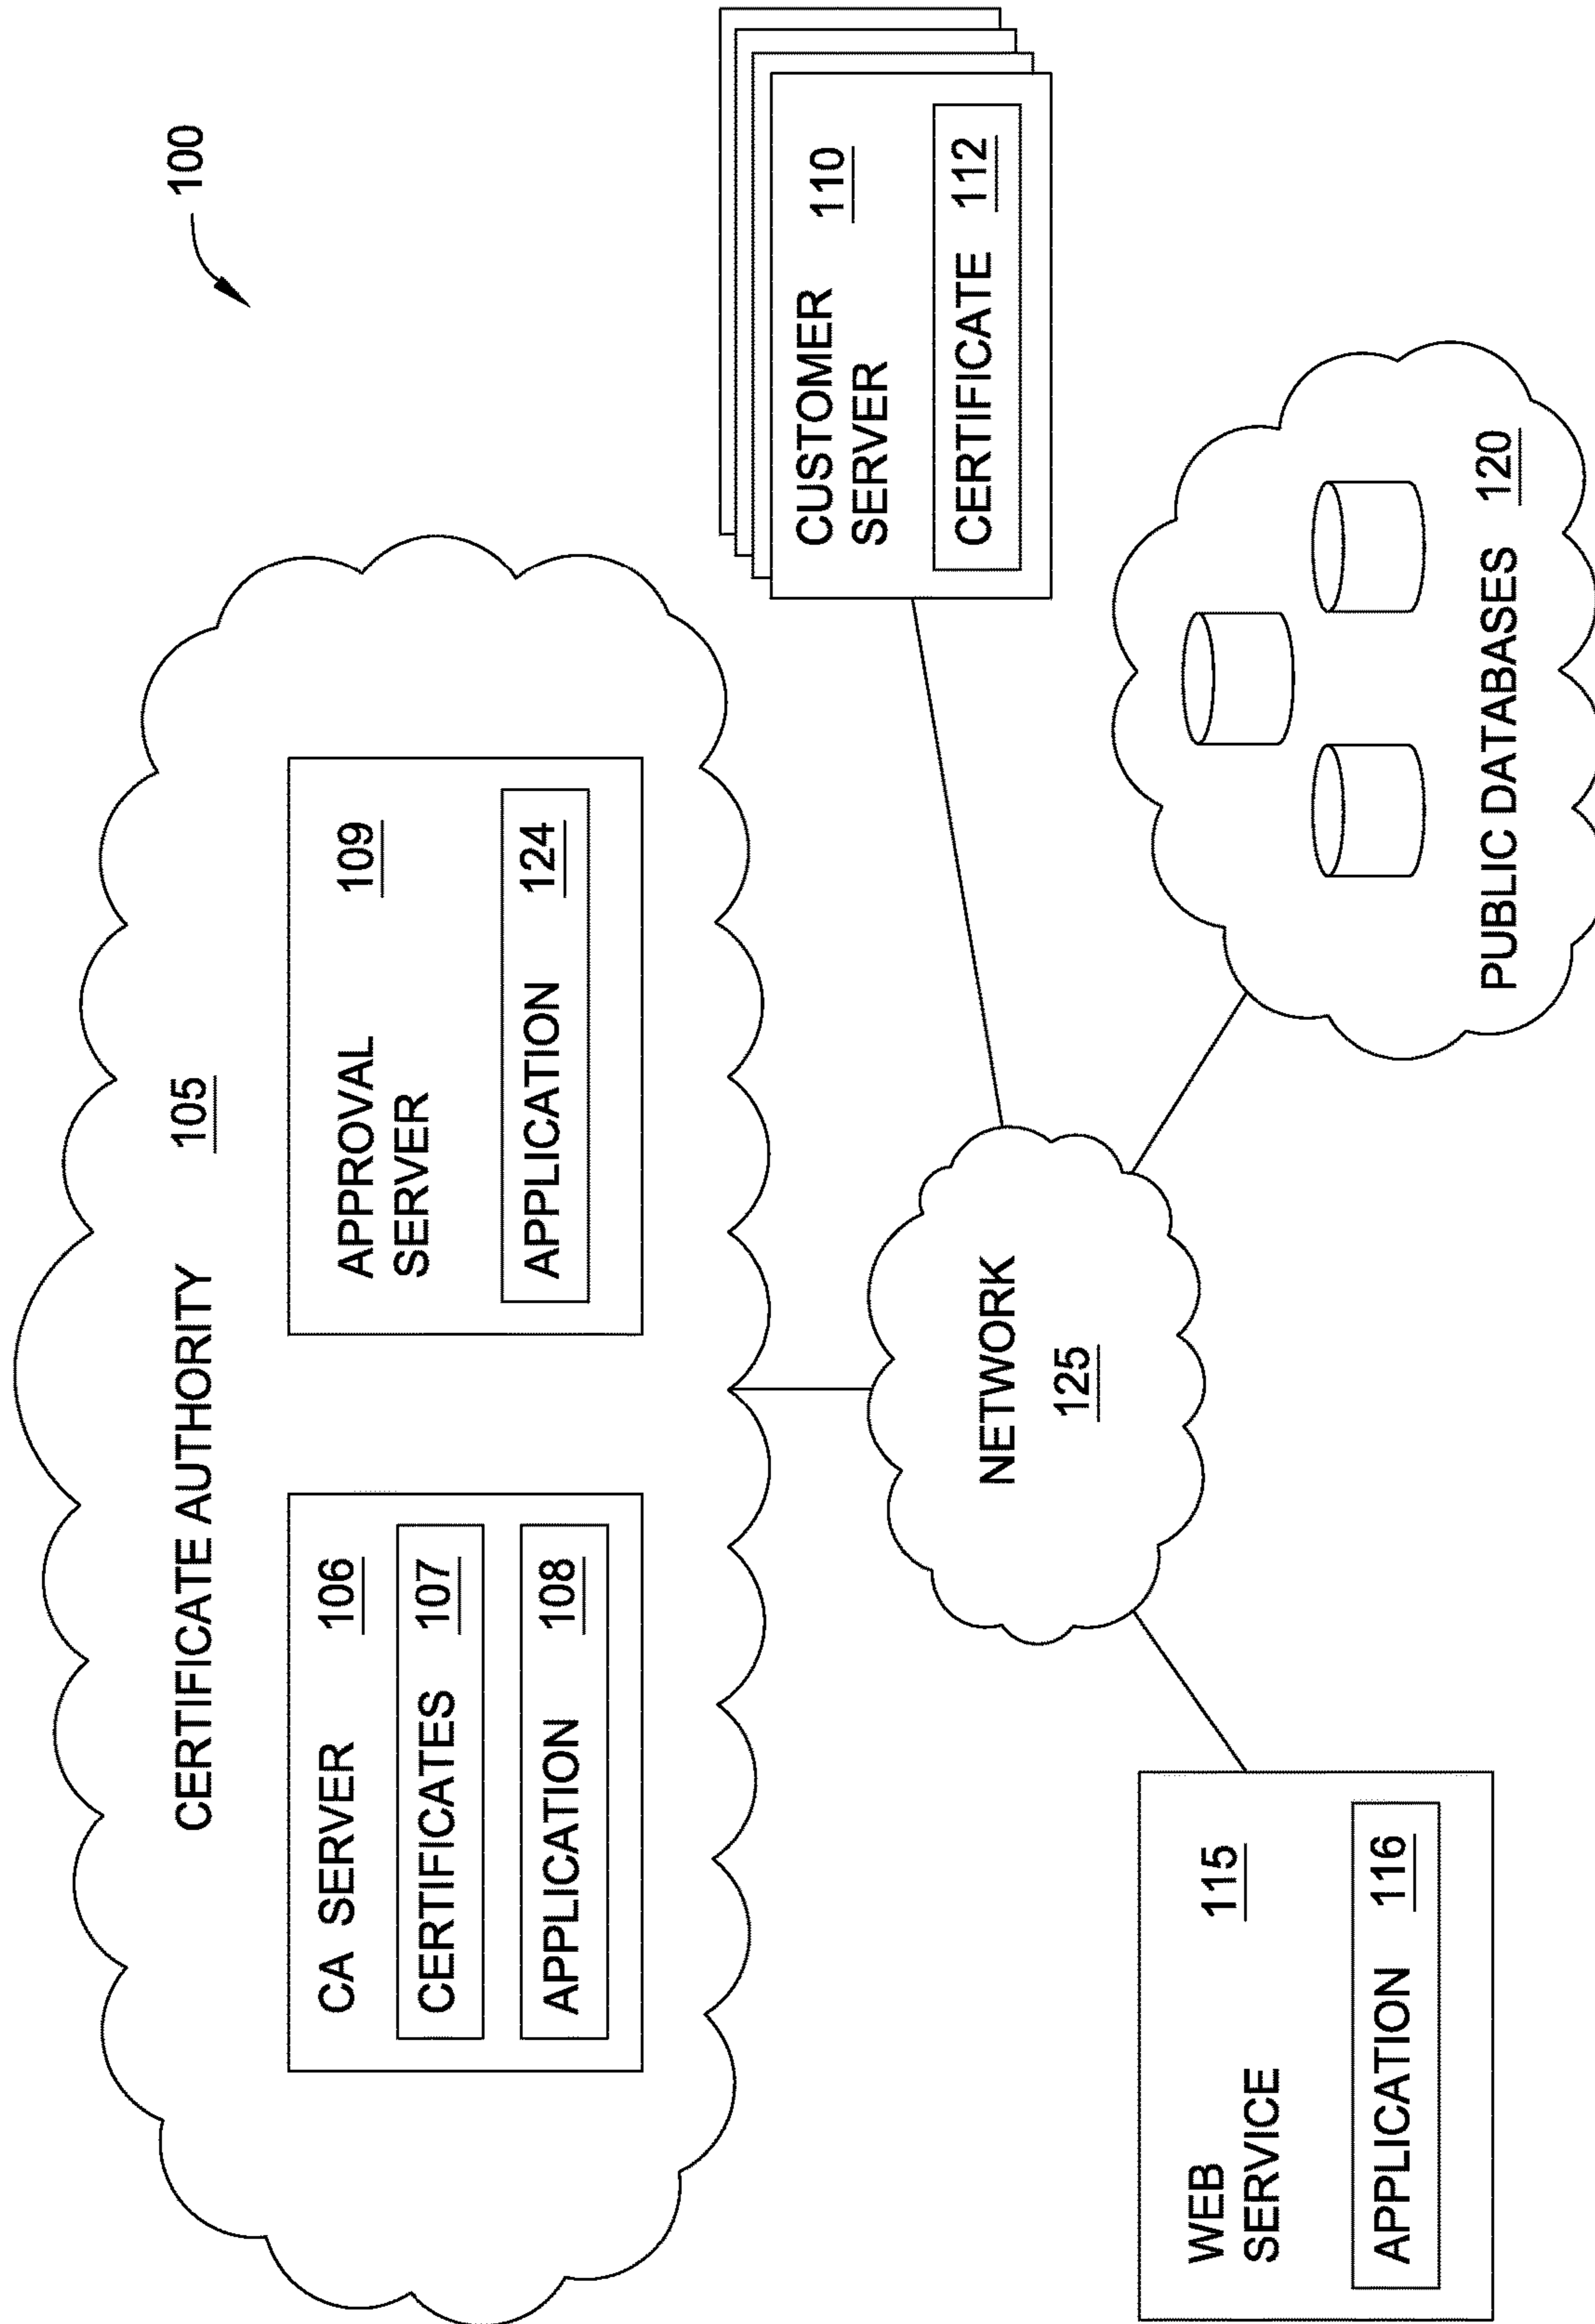 100
CERTIFICATE AUTHORITY 105
CA SERVER 106
CERTIFICATES 107
APPLICATION 108
APPROVAL 109
SERVER
APPLICATION 124
NETWORK
125
CUSTOMER
SERVER 110
CERTIFICATE 112
WEB
SERVICE 115
APPLICATION 116
PUBLIC DATABASES 120